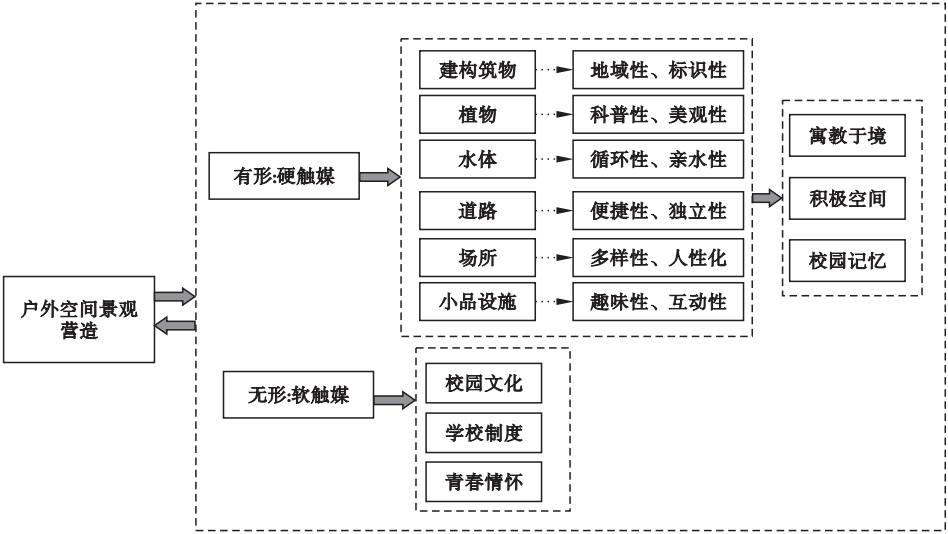 户外空间景观
营造
有形:硬触媒
建构筑物
地域性、标识性
植物
科普性、美观性
水体
循环性、亲水性
道路
便捷性、独立性
场所
多样性、人性化
小品设施
趣味性、互动性
寓教于境
积极空间
校园记忆
无形:软触媒
校园文化
学校制度
青春情怀